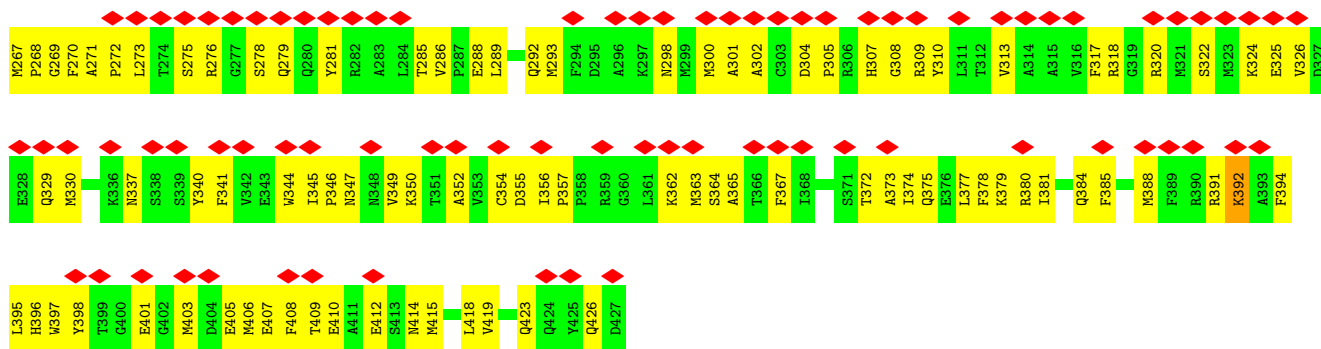 M267 P268 G269 F270 A271 P272 L273 T274 S275 R276 G277 S278 Q279 Q280 Y281 R282 A283 L284 T285 V286 P287 E288 L289 Q292 M293 F294 D295 A296 K297 N298 M299 M300 A301 A302 C303 D304 P305 R306 H307 G308 R309 Y310 L311 T312 V313 A314 A315 V316 F317 R318 G319 R320 M321 S322 M323 K324 E325 V326 D327
E328 Q329 M330 K336 N337 S338 S339 Y340 F341 V342 E343 W344 I345 P346 N347 N348 V349 K350 T351 A352 V353 C354 D355 I356 P357 P358 R359 G360 L361 K362 M363 S364 A365 T366 F367 I368 S371 T372 A373 I374 Q375 E376 L377 F378 K379 R380 I381 Q384 F385 M388 F389 R390 R391 K392 A393 F394
L395 H396 W397 Y398 T399 G400 E401 G402 M403 D404 E405 M406 E407 F408 T409 E410 A411 E412 S413 N414 M415 L418 V419 Q423 Q424 Y425 Q426 D427